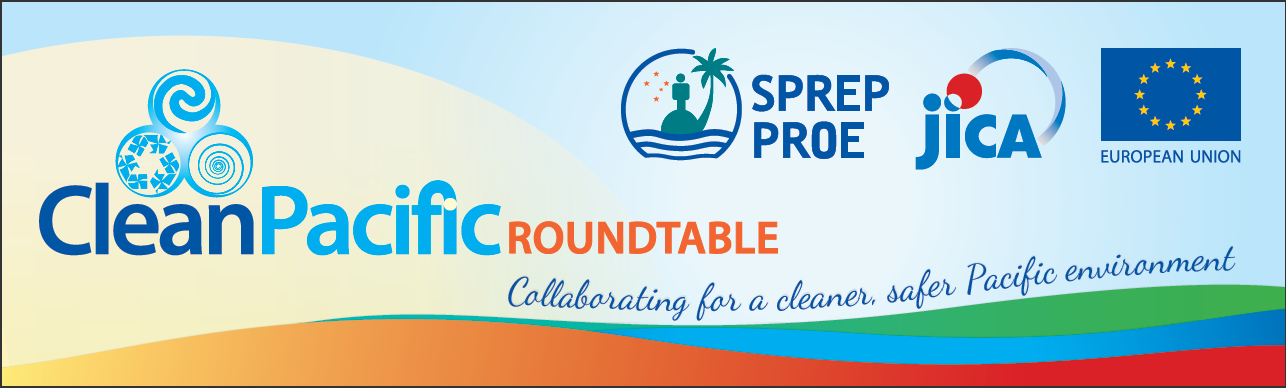 SPREP
PROE
jICA
EUROPEAN UNION
CleanPacific ROUNDTABLE
Collaborating for a cleaner, safer Pacific environment